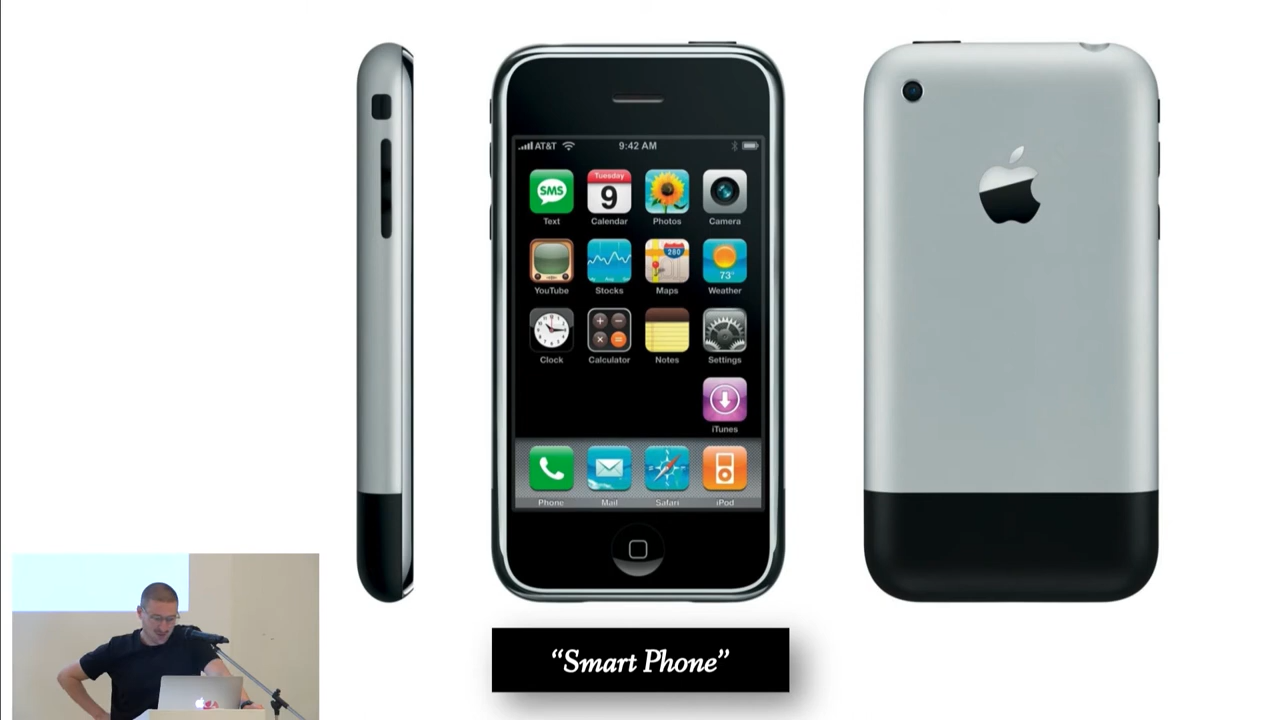 AT&T 9:42 AM
SMS Tuesday 9 280 73°
Text Calendar Photos Camera
YouTube Stocks Maps Weather
Clock Calculator Notes Settings
iTunes
Phone Mail Safari iPod
“Smart Phone”